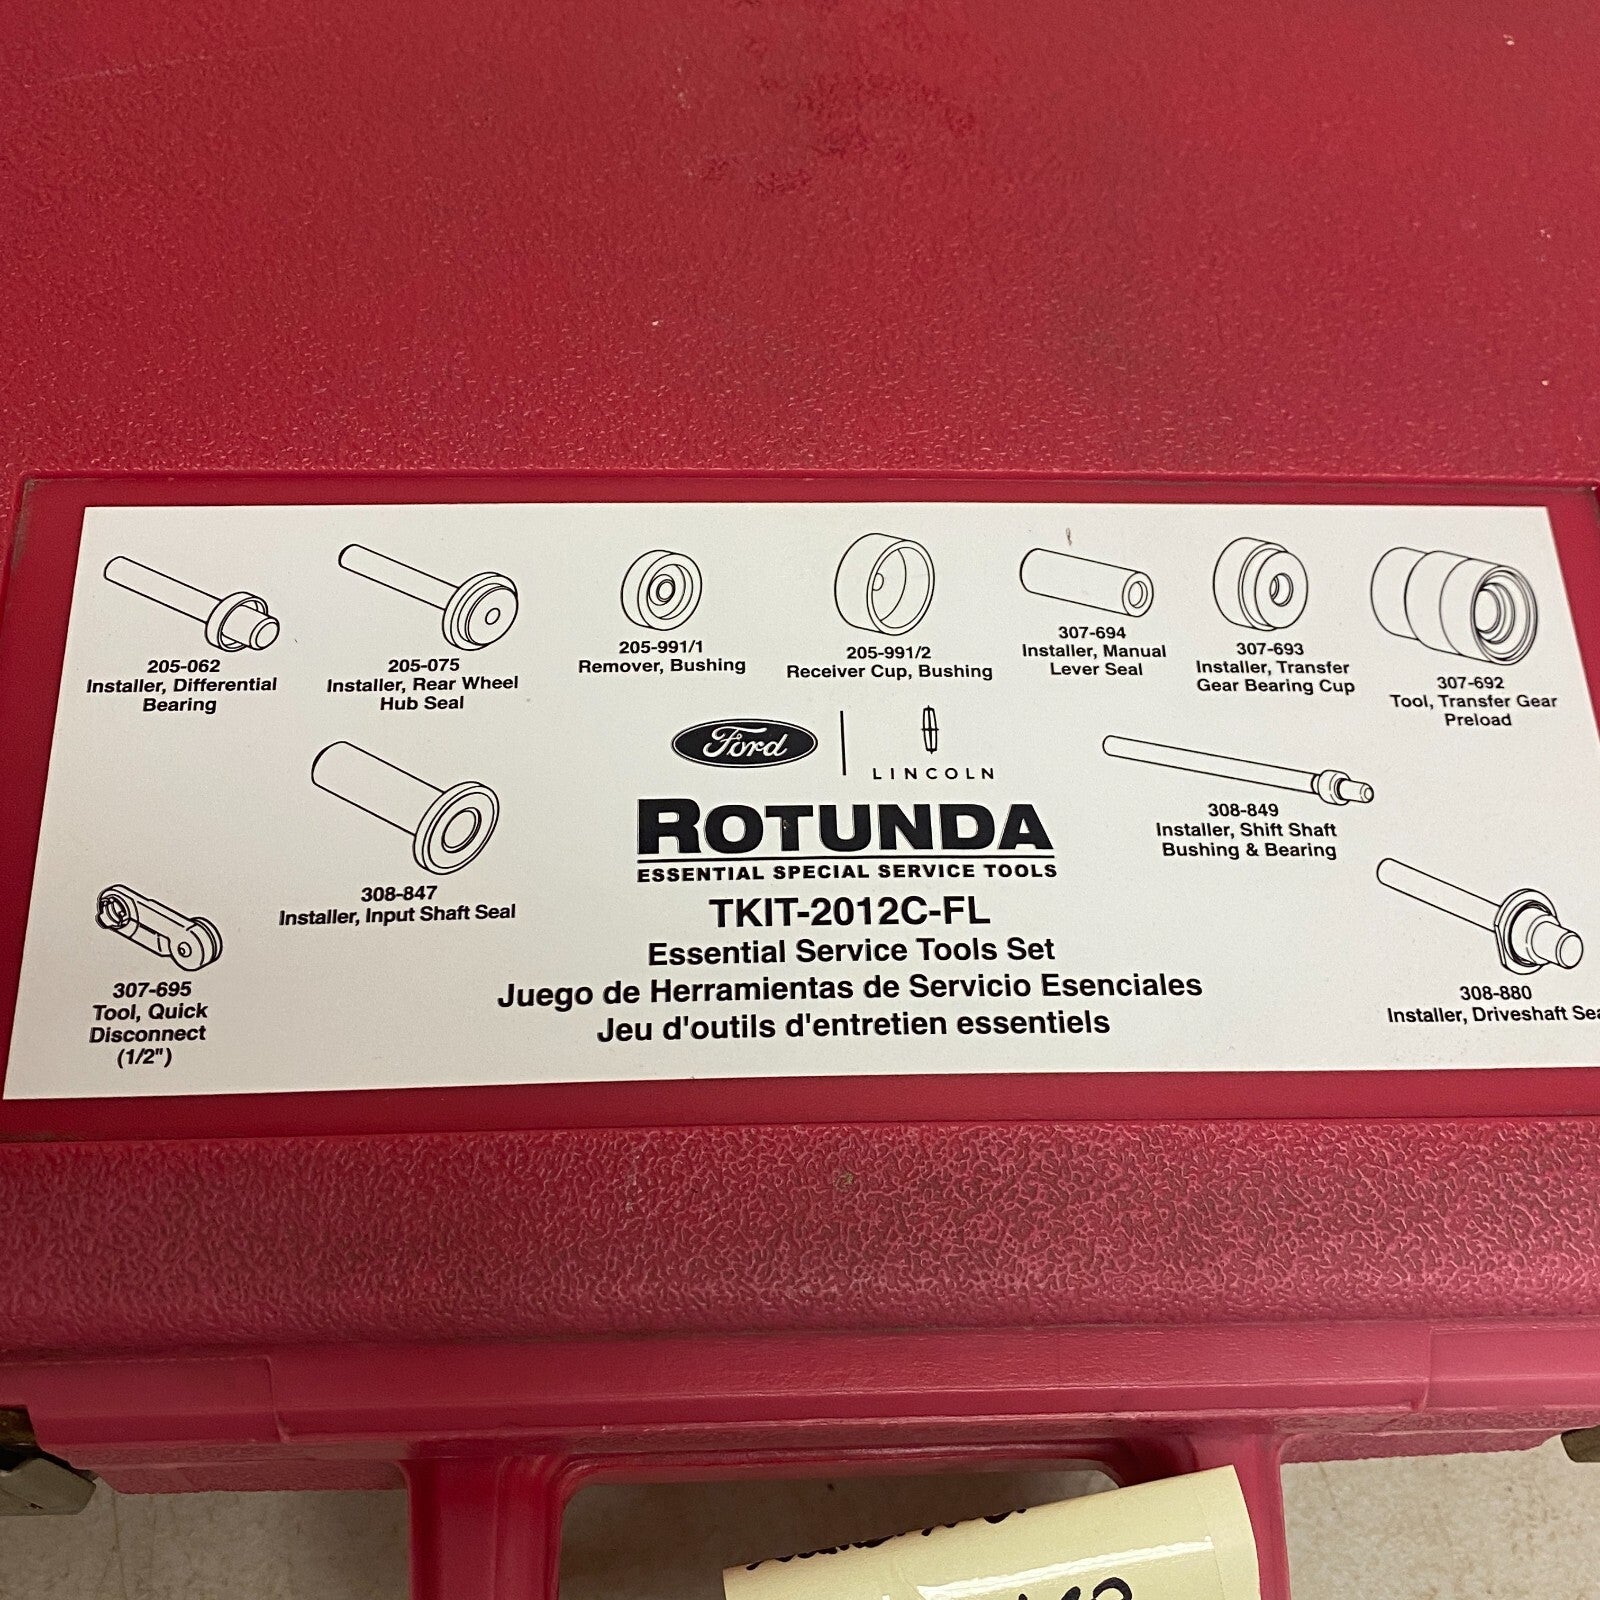 205-062
Installer, Differential
Bearing
205-075
Installer, Rear Wheel
Hub Seal
205-991/1
Remover, Bushing
205-991/2
Receiver Cup, Bushing
307-694
Installer, Manual
Lever Seal
307-693
Installer, Transfer
Gear Bearing Cup
307-692
Tool, Transfer Gear
Preload
308-847
Installer, Input Shaft Seal
Ford
LINCOLN
ROTUNDA
ESSENTIAL SPECIAL SERVICE TOOLS
TKIT-2012C-FL
Essential Service Tools Set
Juego de Herramientas de Servicio Esenciales
Jeu d'outils d'entretien essentiels
308-849
Installer, Shift Shaft
Bushing & Bearing
307-695
Tool, Quick
Disconnect
(1/2")
308-880
Installer, Driveshaft